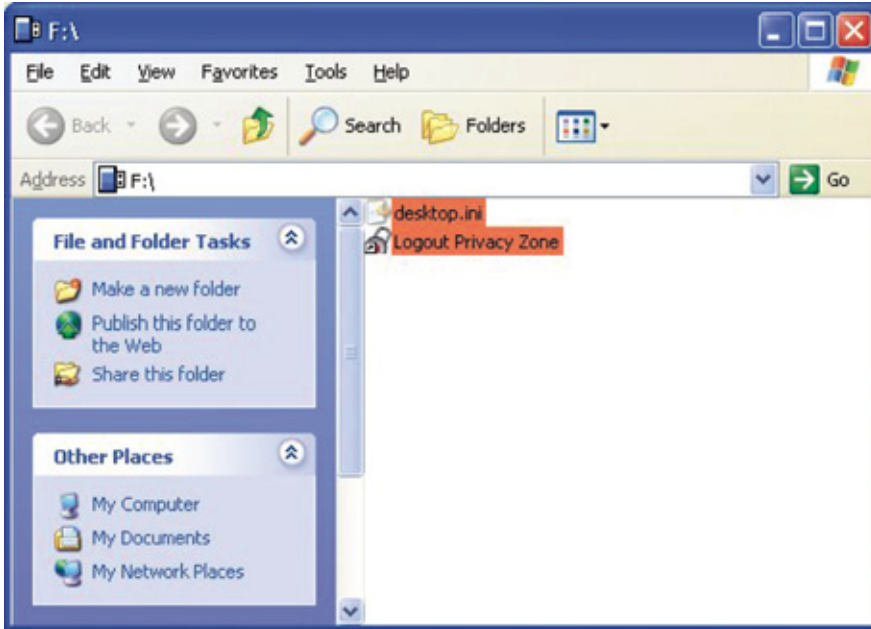 F:\
File Edit View Favorites Tools Help
Back Search Folders
Address F:\ Go
File and Folder Tasks
Make a new folder
Publish this folder to
the Web
Share this folder
Other Places
My Computer
My Documents
My Network Places
desktop.ini
Logout Privacy Zone